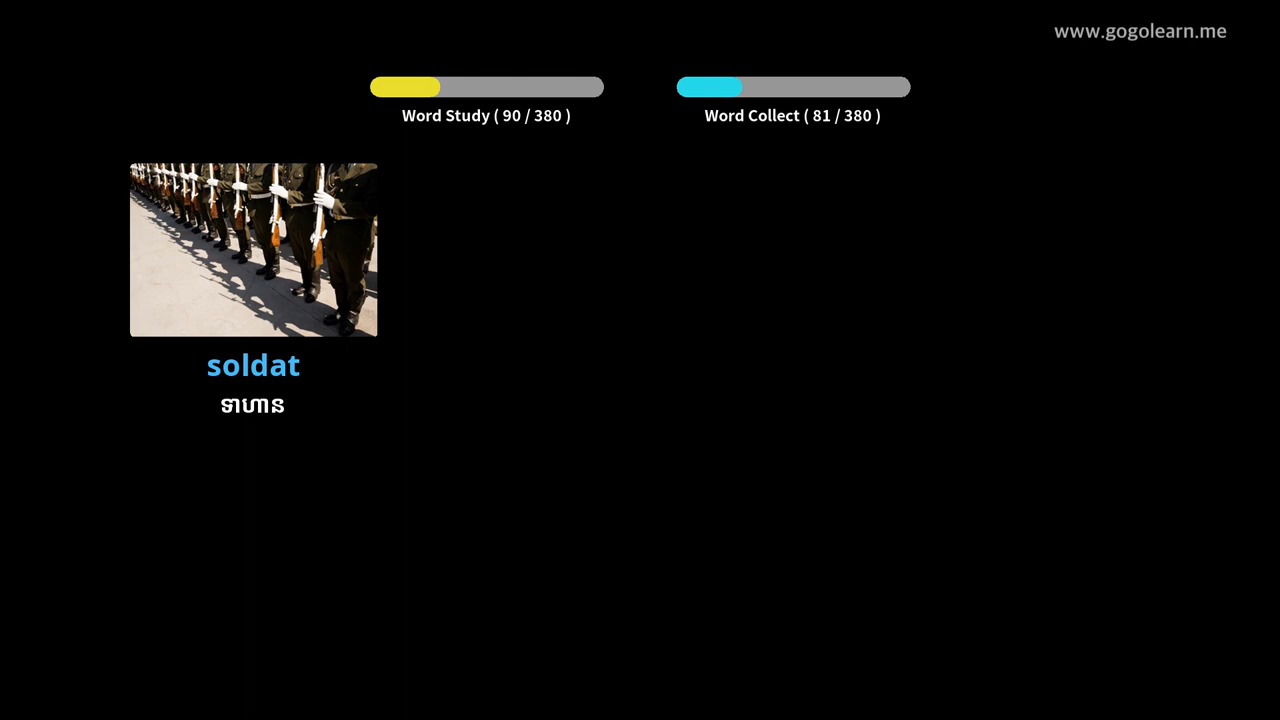 www.gogolearn.me
Word Study ( 90 / 380 )
Word Collect ( 81 / 380 )
soldat
ទាហាន